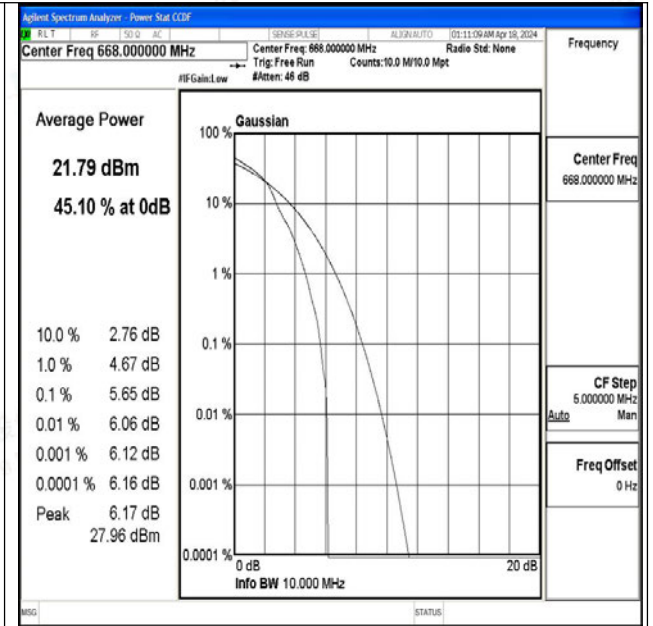 Agilent Spectrum Analyzer - Power Stat CCDF
RLT RF 50 Ω AC SENSE:PULSE ALIGN AUTO 01:11:09 AM Apr 18, 2024
Center Freq 668.000000 MHz
Center Freq: 668.000000 MHz Radio Std: None
Trig: Free Run Counts:10.0 M/10.0 Mpt
#IFGain:Low #Atten: 46 dB
Frequency
Average Power
21.79 dBm
45.10 % at 0dB
10.0 % 2.76 dB
1.0 % 4.67 dB
0.1 % 5.65 dB
0.01 % 6.06 dB
0.001 % 6.12 dB
0.0001 % 6.16 dB
Peak 6.17 dB
27.96 dBm
Gaussian
100 %
10 %
1 %
0.1 %
0.01 %
0.001 %
0.0001 %
0 dB 20 dB
Info BW 10.000 MHz
Center Freq
668.000000 MHz
CF Step
5.000000 MHz
Auto Man
Freq Offset
0 Hz
MSG STATUS